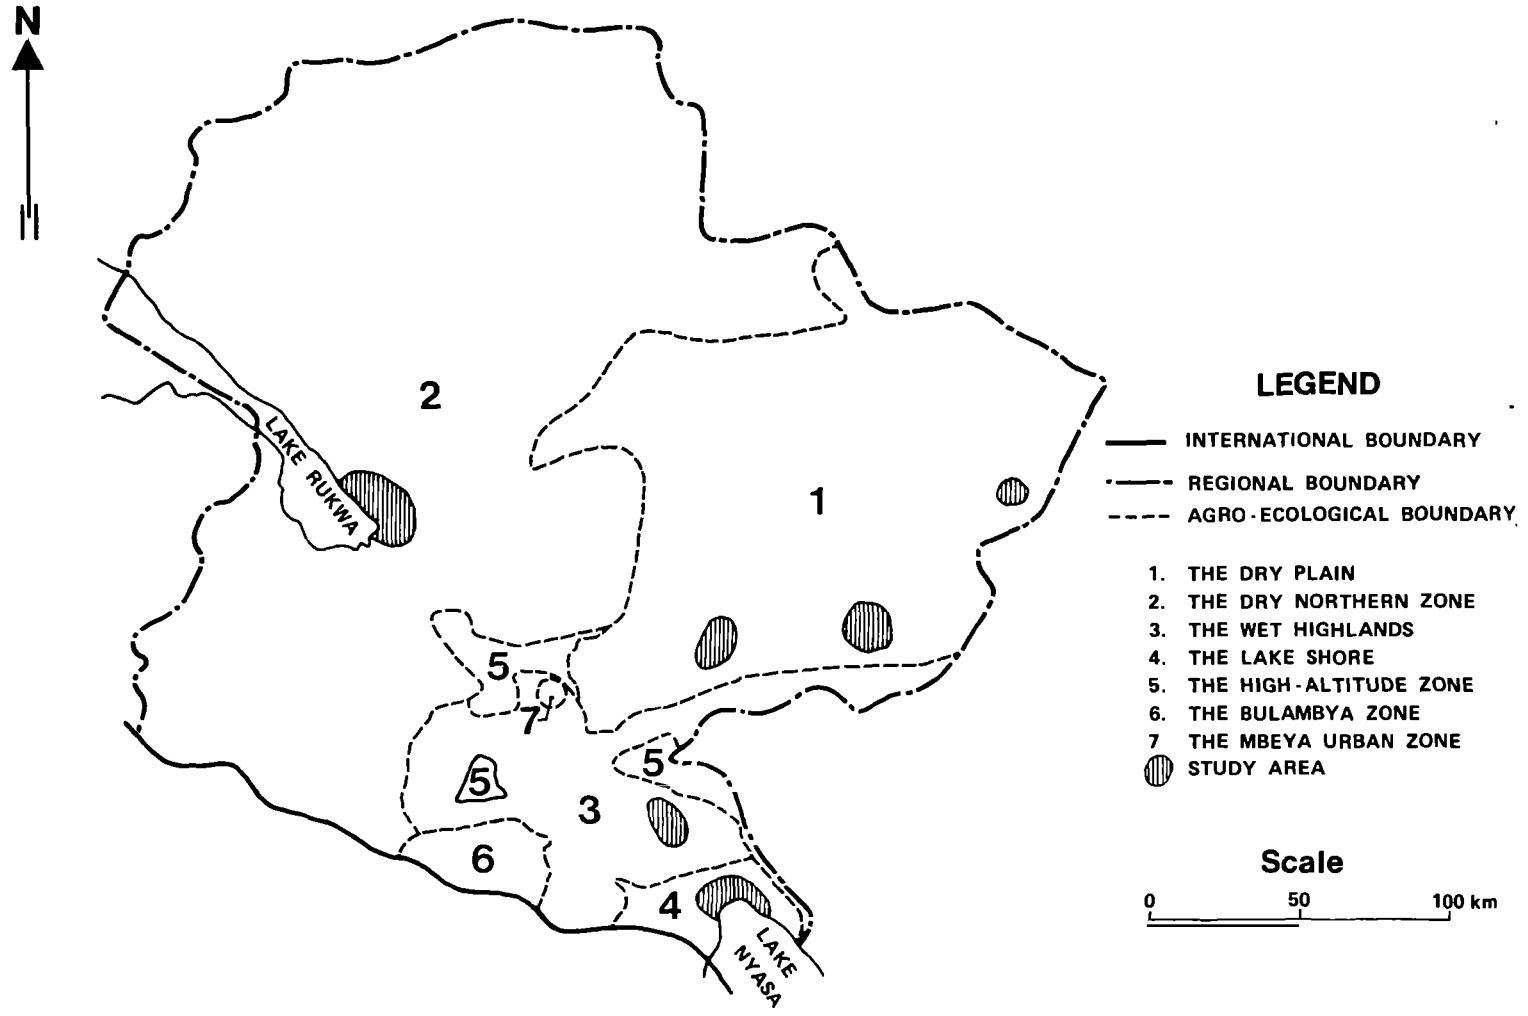 N
2
LAKE RUKWA
1
5
7
5
5
3
6
4
LAKE
NYASA
LEGEND
INTERNATIONAL BOUNDARY
REGIONAL BOUNDARY
AGRO-ECOLOGICAL BOUNDARY
1. THE DRY PLAIN
2. THE DRY NORTHERN ZONE
3. THE WET HIGHLANDS
4. THE LAKE SHORE
5. THE HIGH-ALTITUDE ZONE
6. THE BULAMBYA ZONE
7 THE MBEYA URBAN ZONE
STUDY AREA
Scale
0 50 100 km